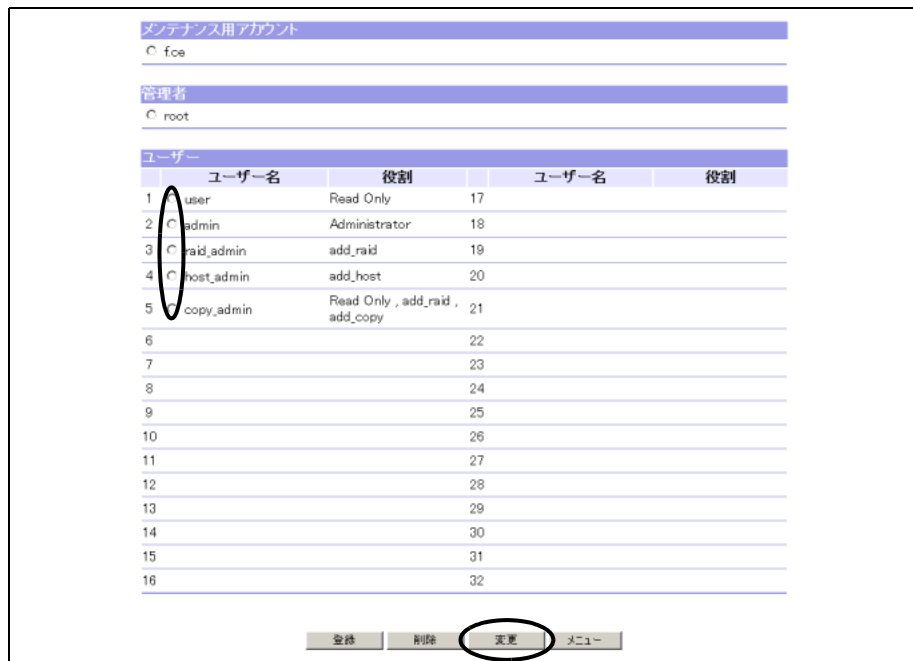 メンテナンス用アカウント
f.ce
管理者
root
ユーザー
ユーザー名 役割 ユーザー名 役割
1 user Read Only 17
2 admin Administrator 18
3 raid_admin add_raid 19
4 host_admin add_host 20
5 copy_admin Read Only , add_raid , add_copy 21
6 22
7 23
8 24
9 25
10 26
11 27
12 28
13 29
14 30
15 31
16 32
登録 削除 変更 メニュー